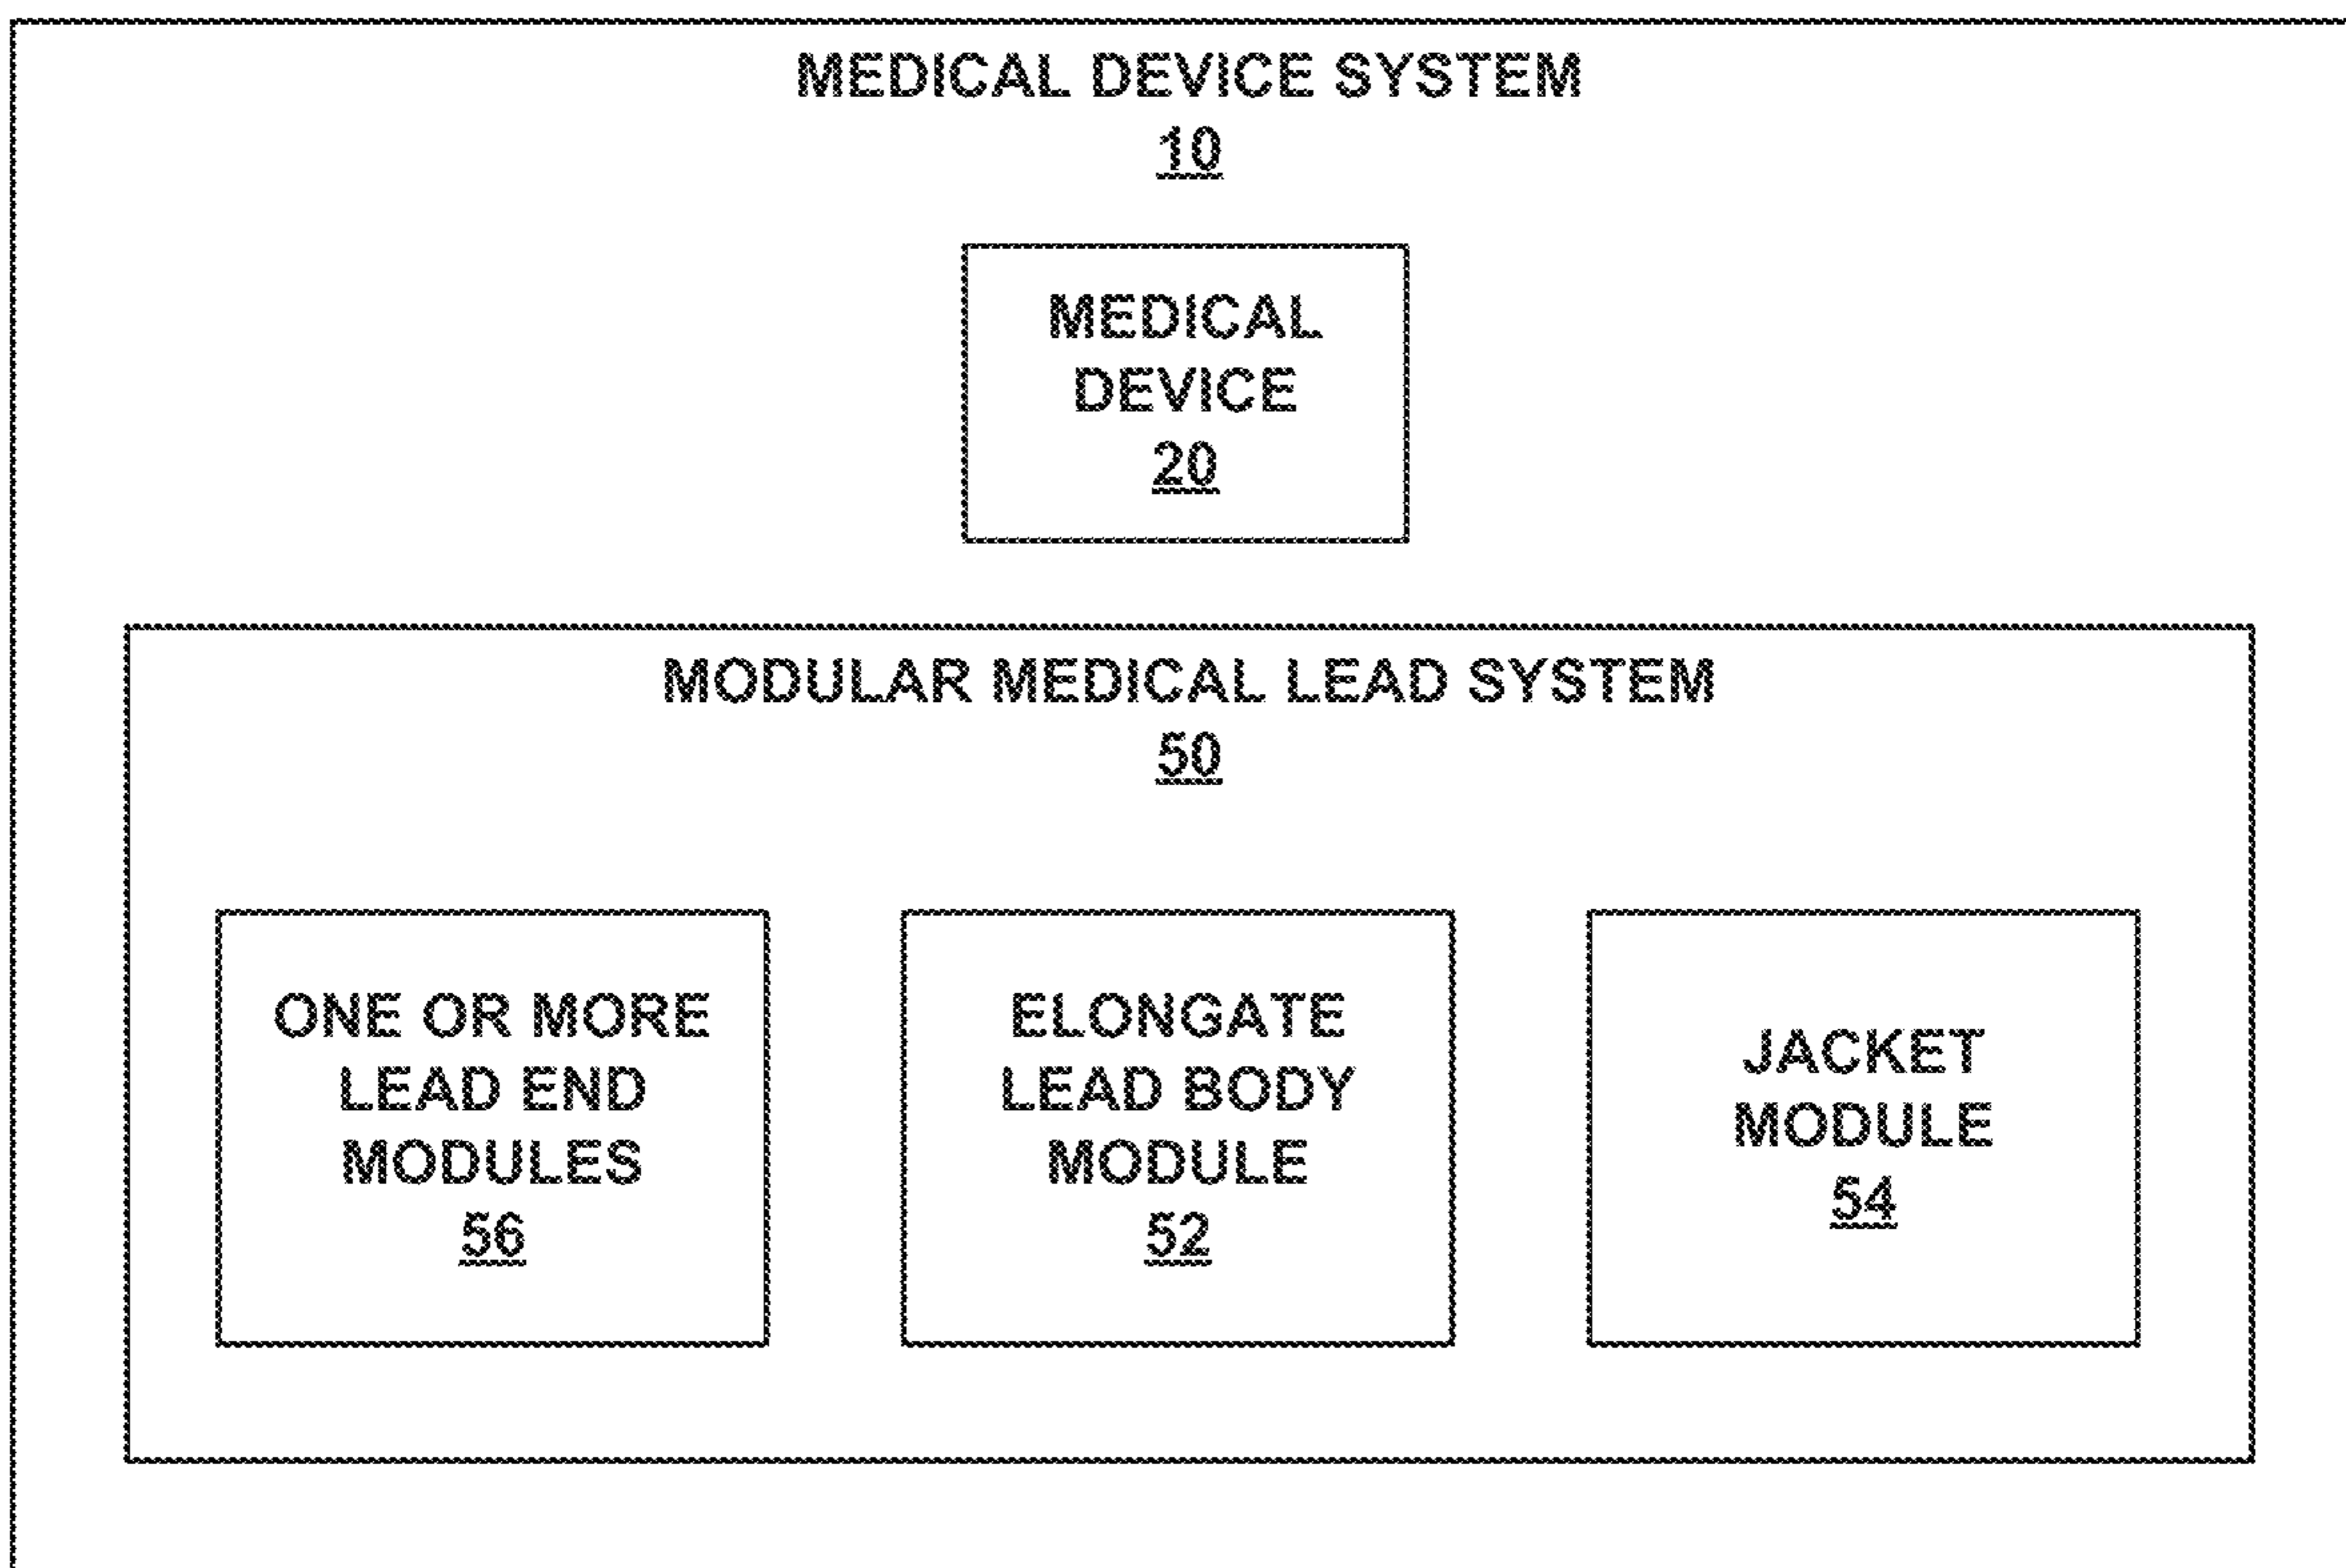 MEDICAL DEVICE SYSTEM
10
MEDICAL
DEVICE
20
MODULAR MEDICAL LEAD SYSTEM
50
ONE OR MORE
LEAD END
MODULES
56
ELONGATE
LEAD BODY
MODULE
52
JACKET
MODULE
54